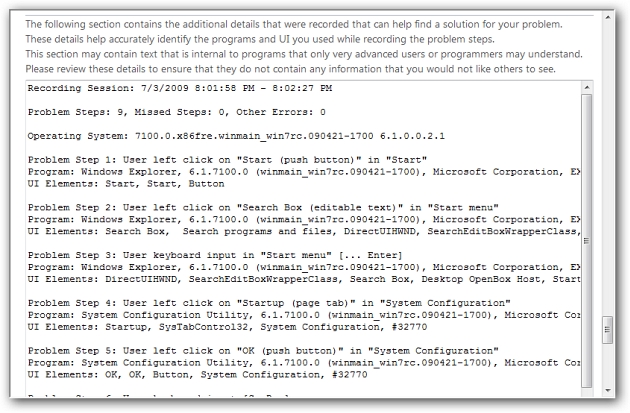 The following section contains the additional details that were recorded that can help find a solution for your problem.
These details help accurately identify the programs and UI you used while recording the problem steps.
This section may contain text that is internal to programs that only very advanced users or programmers may understand.
Please review these details to ensure that they do not contain any information that you would not like others to see.
Recording Session: 7/3/2009 8:01:58 PM - 8:02:27 PM
Problem Steps: 9, Missed Steps: 0, Other Errors: 0
Operating System: 7100.0.x86fre.winmain_win7rc.090421-1700 6.1.0.0.2.1
Problem Step 1: User left click on "Start (push button)" in "Start"
Program: Windows Explorer, 6.1.7100.0 (winmain_win7rc.090421-1700), Microsoft Corporation, EX
UI Elements: Start, Start, Button
Problem Step 2: User left click on "Search Box (editable text)" in "Start menu"
Program: Windows Explorer, 6.1.7100.0 (winmain_win7rc.090421-1700), Microsoft Corporation, EX
UI Elements: Search Box, Search programs and files, DirectUIHWND, SearchEditBoxWrapperClass,
Problem Step 3: User keyboard input in "Start menu" [... Enter]
Program: Windows Explorer, 6.1.7100.0 (winmain_win7rc.090421-1700), Microsoft Corporation, EX
UI Elements: DirectUIHWND, SearchEditBoxWrapperClass, Search Box, Desktop OpenBox Host, Start
Problem Step 4: User left click on "Startup (page tab)" in "System Configuration"
Program: System Configuration Utility, 6.1.7100.0 (winmain_win7rc.090421-1700), Microsoft Cor
UI Elements: Startup, SysTabControl32, System Configuration, #32770
Problem Step 5: User left click on "OK (push button)" in "System Configuration"
Program: System Configuration Utility, 6.1.7100.0 (winmain_win7rc.090421-1700), Microsoft Cor
UI Elements: OK, OK, Button, System Configuration, #32770